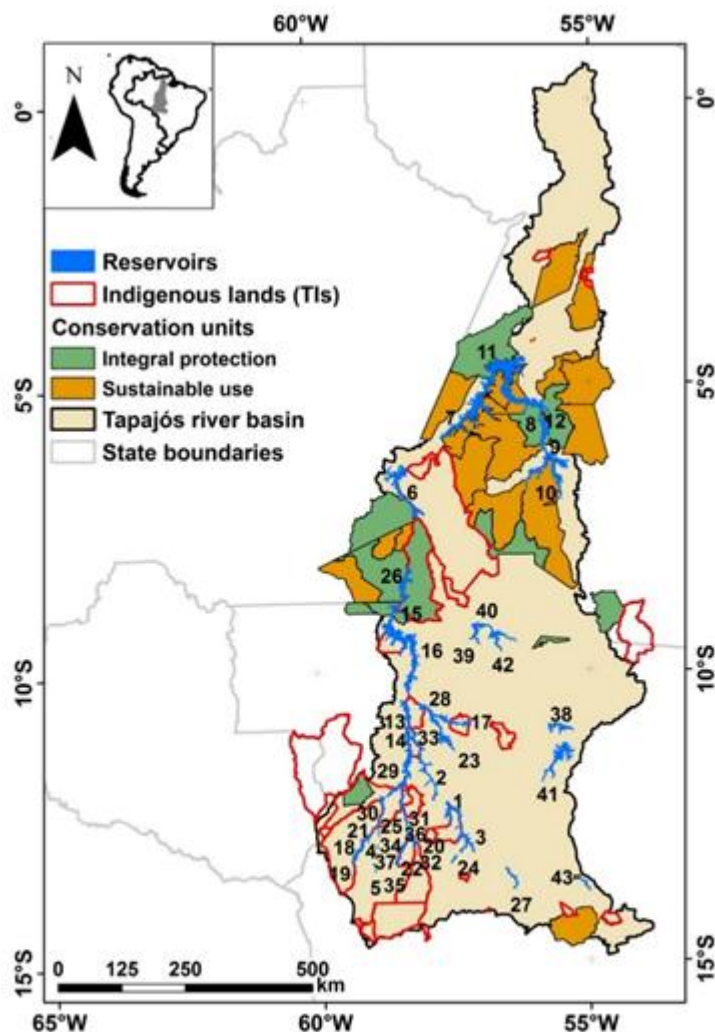 60°W 55°W
N
0° 0°
Reservoirs
Indigenous lands (TIs)
Conservation units
Integral protection
Sustainable use
Tapajós river basin
State boundaries
11
5°S 5°S
7 8 12
9
6 10
26
15 40
16 39 42
10°S 10°S
28
13 17 38
14 33
23
29 2
41
30 31 1
21 25 36
18 4 34 20 3
19 37 22 32 24 43
5 35 27
15°S 15°S
0 125 250 500
km
65°W 60°W 55°W